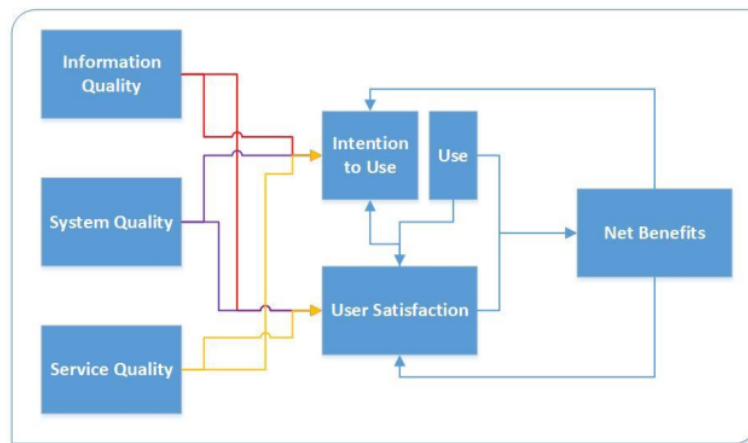 Information
Quality
Intention
to Use
Use
System Quality
Net Benefits
User Satisfaction
Service Quality